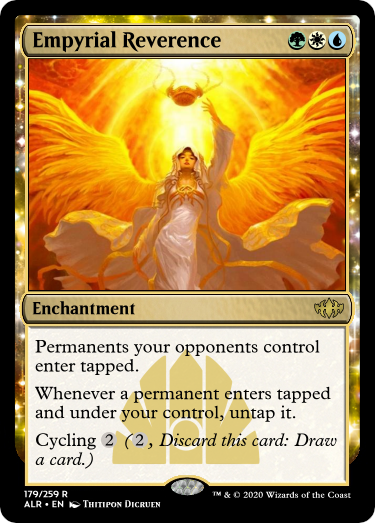 Empyrial Reverence
Enchantment
Permanents your opponents control
enter tapped.
Whenever a permanent enters tapped
and under your control, untap it.
Cycling 2 (2, Discard this card: Draw
a card.)
179/259 R
ALR • EN Thitipon Dicruen
™ & © 2020 Wizards of the Coast